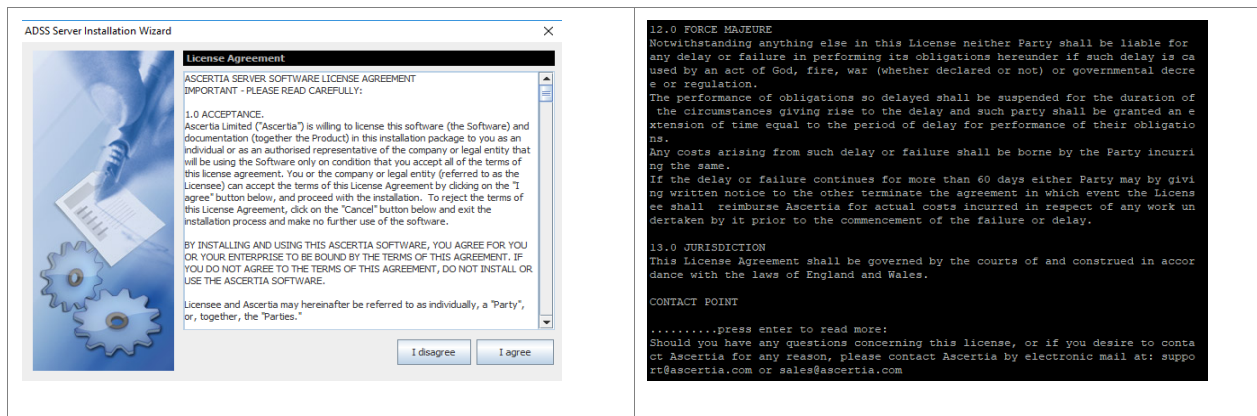 ADSS Server Installation Wizard
License Agreement
ASCERTIA SERVER SOFTWARE LICENSE AGREEMENT
IMPORTANT - PLEASE READ CAREFULLY:
1.0 ACCEPTANCE.
Ascertia Limited ("Ascertia") is willing to license this software (the Software) and
documentation (together the Product) in this installation package to you as an
individual or as an authorised representative of the company or legal entity that
will be using the Software only on condition that you accept all of the terms of
this license agreement. You or the company or legal entity (referred to as the
Licensee) can accept the terms of this License Agreement by clicking on the "I
agree" button below, and proceed with the installation. To reject the terms of
this License Agreement, click on the "Cancel" button below and exit the
installation process and make no further use of the software.
BY INSTALLING AND USING THIS ASCERTIA SOFTWARE, YOU AGREE FOR YOU
OR YOUR ENTERPRISE TO BE BOUND BY THE TERMS OF THIS AGREEMENT. IF
YOU DO NOT AGREE TO THE TERMS OF THIS AGREEMENT, DO NOT INSTALL OR
USE THE ASCERTIA SOFTWARE.
Licensee and Ascertia may hereinafter be referred to as individually, a "Party",
or, together, the "Parties."
I disagree
I agree
12.0 FORCE MAJEURE
Notwithstanding anything else in this License neither Party shall be liable for
any delay or failure in performing its obligations hereunder if such delay is ca
used by an act of God, fire, war (whether declared or not) or governmental decre
e or regulation.
The performance of obligations so delayed shall be suspended for the duration of
the circumstances giving rise to the delay and such party shall be granted an e
xtension of time equal to the period of delay for performance of their obligatio
ns.
Any costs arising from such delay or failure shall be borne by the Party incurri
ng the same.
If the delay or failure continues for more than 60 days either Party may by givi
ng written notice to the other terminate the agreement in which event the Licens
ee shall  reimburse Ascertia for actual costs incurred in respect of any work un
dertaken by it prior to the commencement of the failure or delay.
13.0 JURISDICTION
This License Agreement shall be governed by the courts of and construed in accor
dance with the laws of England and Wales.
CONTACT POINT
..........press enter to read more:
Should you have any questions concerning this license, or if you desire to conta
ct Ascertia for any reason, please contact Ascertia by electronic mail at: suppo
rt@ascertia.com or sales@ascertia.com